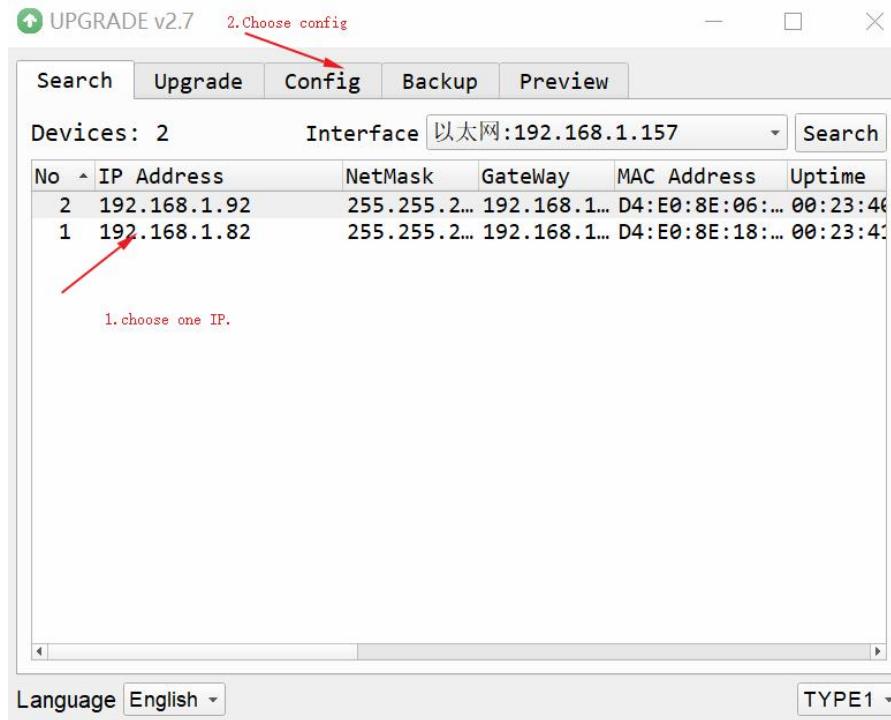 UPGRADE v2.7 2.Choose config
Search Upgrade Config Backup Preview
Devices: 2 Interface 以太网:192.168.1.157 Search
No IP Address NetMask GateWay MAC Address Uptime
2 192.168.1.92 255.255.2… 192.168.1… D4:E0:8E:06:… 00:23:4
1 192.168.1.82 255.255.2… 192.168.1… D4:E0:8E:18:… 00:23:4
1.choose one IP.
Language English TYPE1